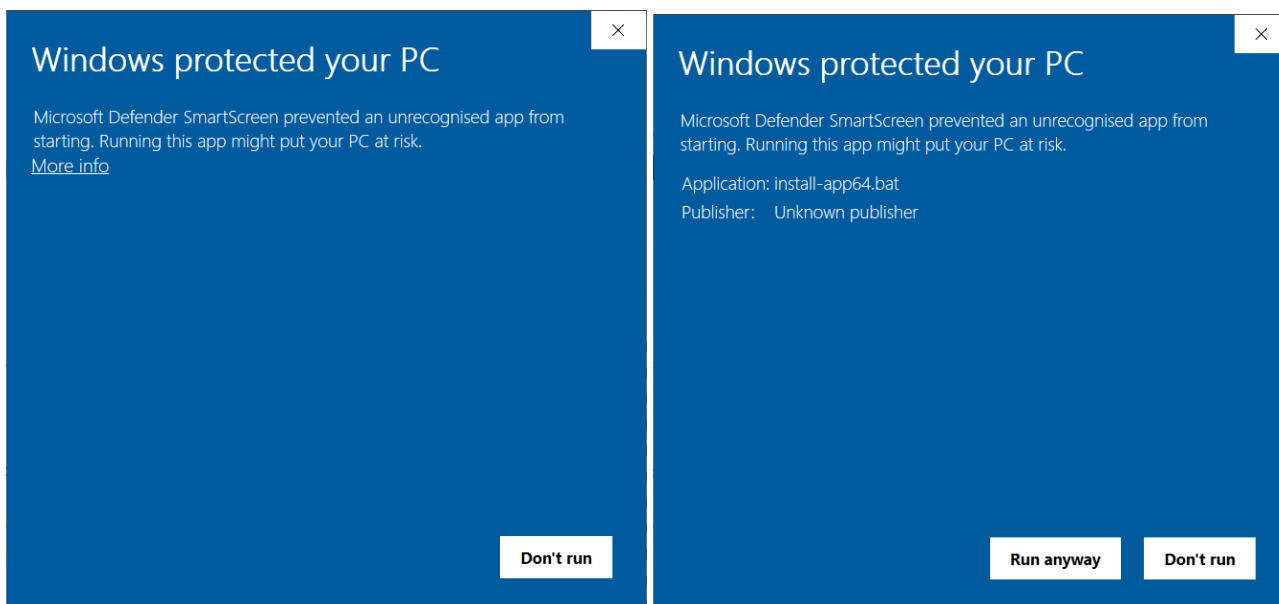 Windows protected your PC
Microsoft Defender SmartScreen prevented an unrecognised app from
starting. Running this app might put your PC at risk.
More info
Don't run
Windows protected your PC
Microsoft Defender SmartScreen prevented an unrecognised app from
starting. Running this app might put your PC at risk.
Application: install-app64.bat
Publisher: Unknown publisher
Run anyway Don't run